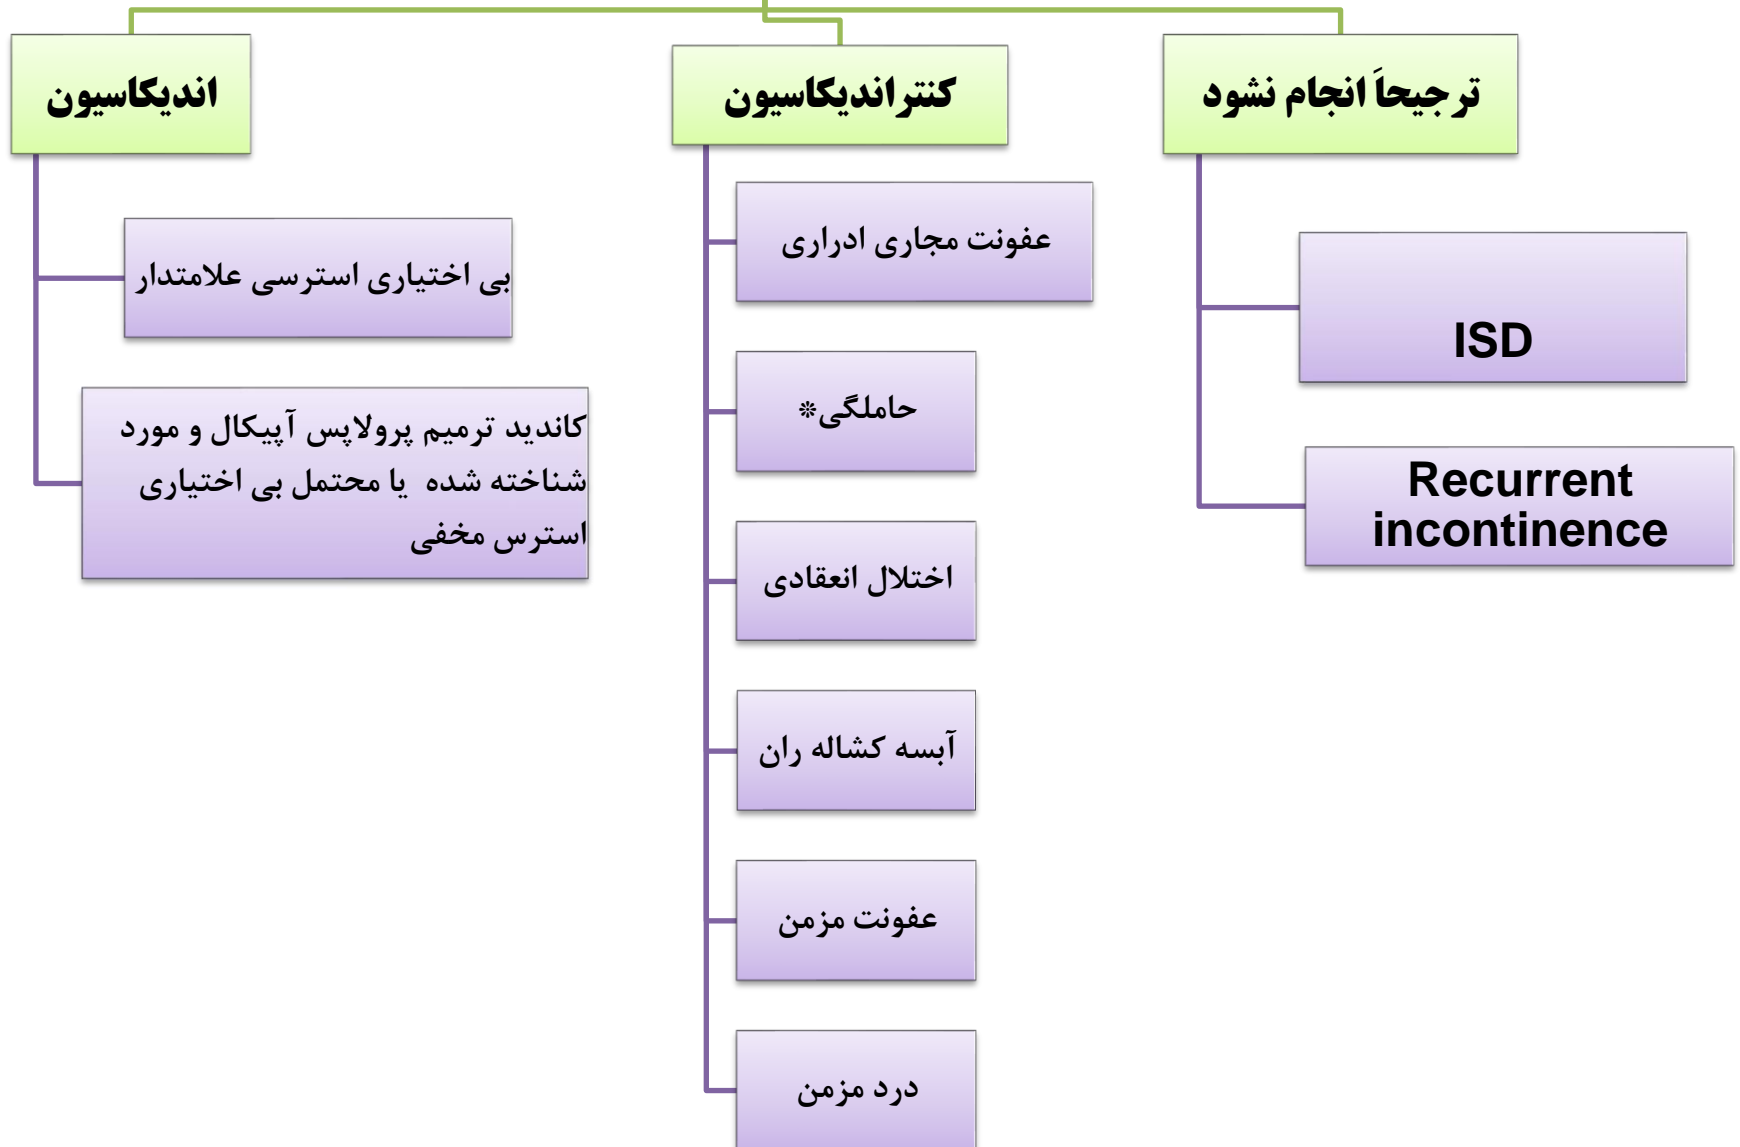 اندیکاسیون
بی اختیاری استرسی علامتدار
کاندید ترمیم پرولاپس آپیکال و مورد
شناخته شده یا محتمل بی اختیاری
استرس مخفی
کنتراندیکاسیون
عفونت مجاری ادراری
حاملگی*
اختلال انعقادی
آبسه کشاله ران
عفونت مزمن
درد مزمن
ترجیحاَ انجام نشود
ISD
Recurrent
incontinence